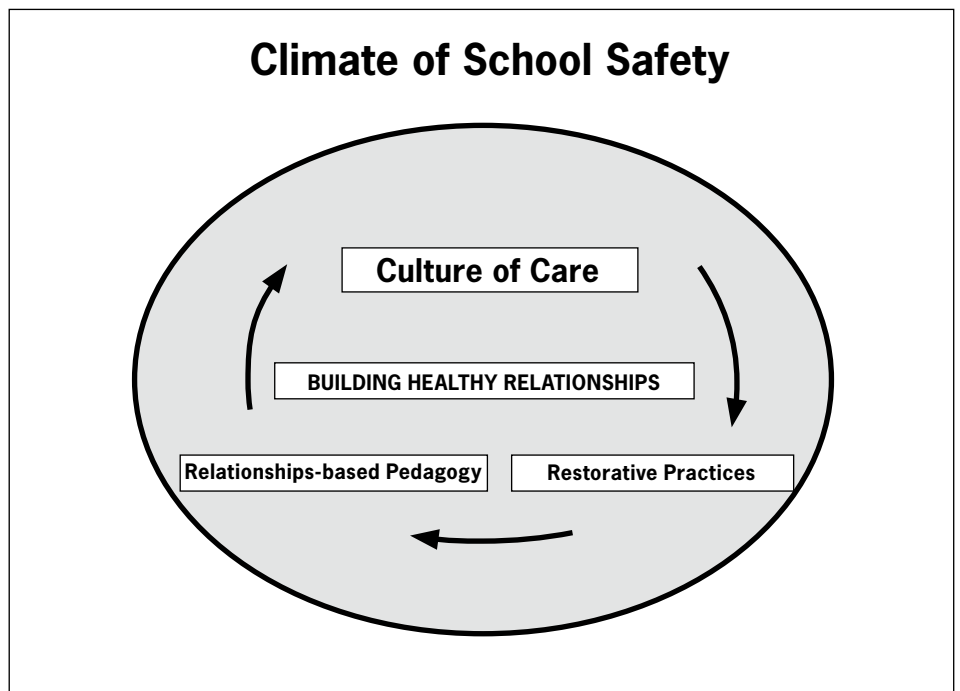 Climate of School Safety
Culture of Care
BUILDING HEALTHY RELATIONSHIPS
Relationships-based Pedagogy
Restorative Practices